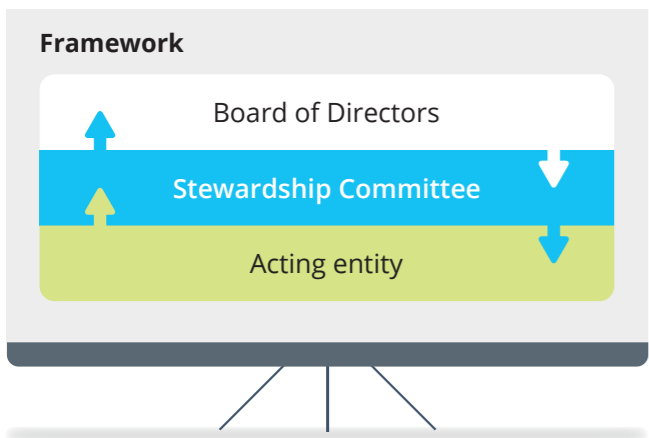 Framework
Board of Directors
Stewardship Committee
Acting entity